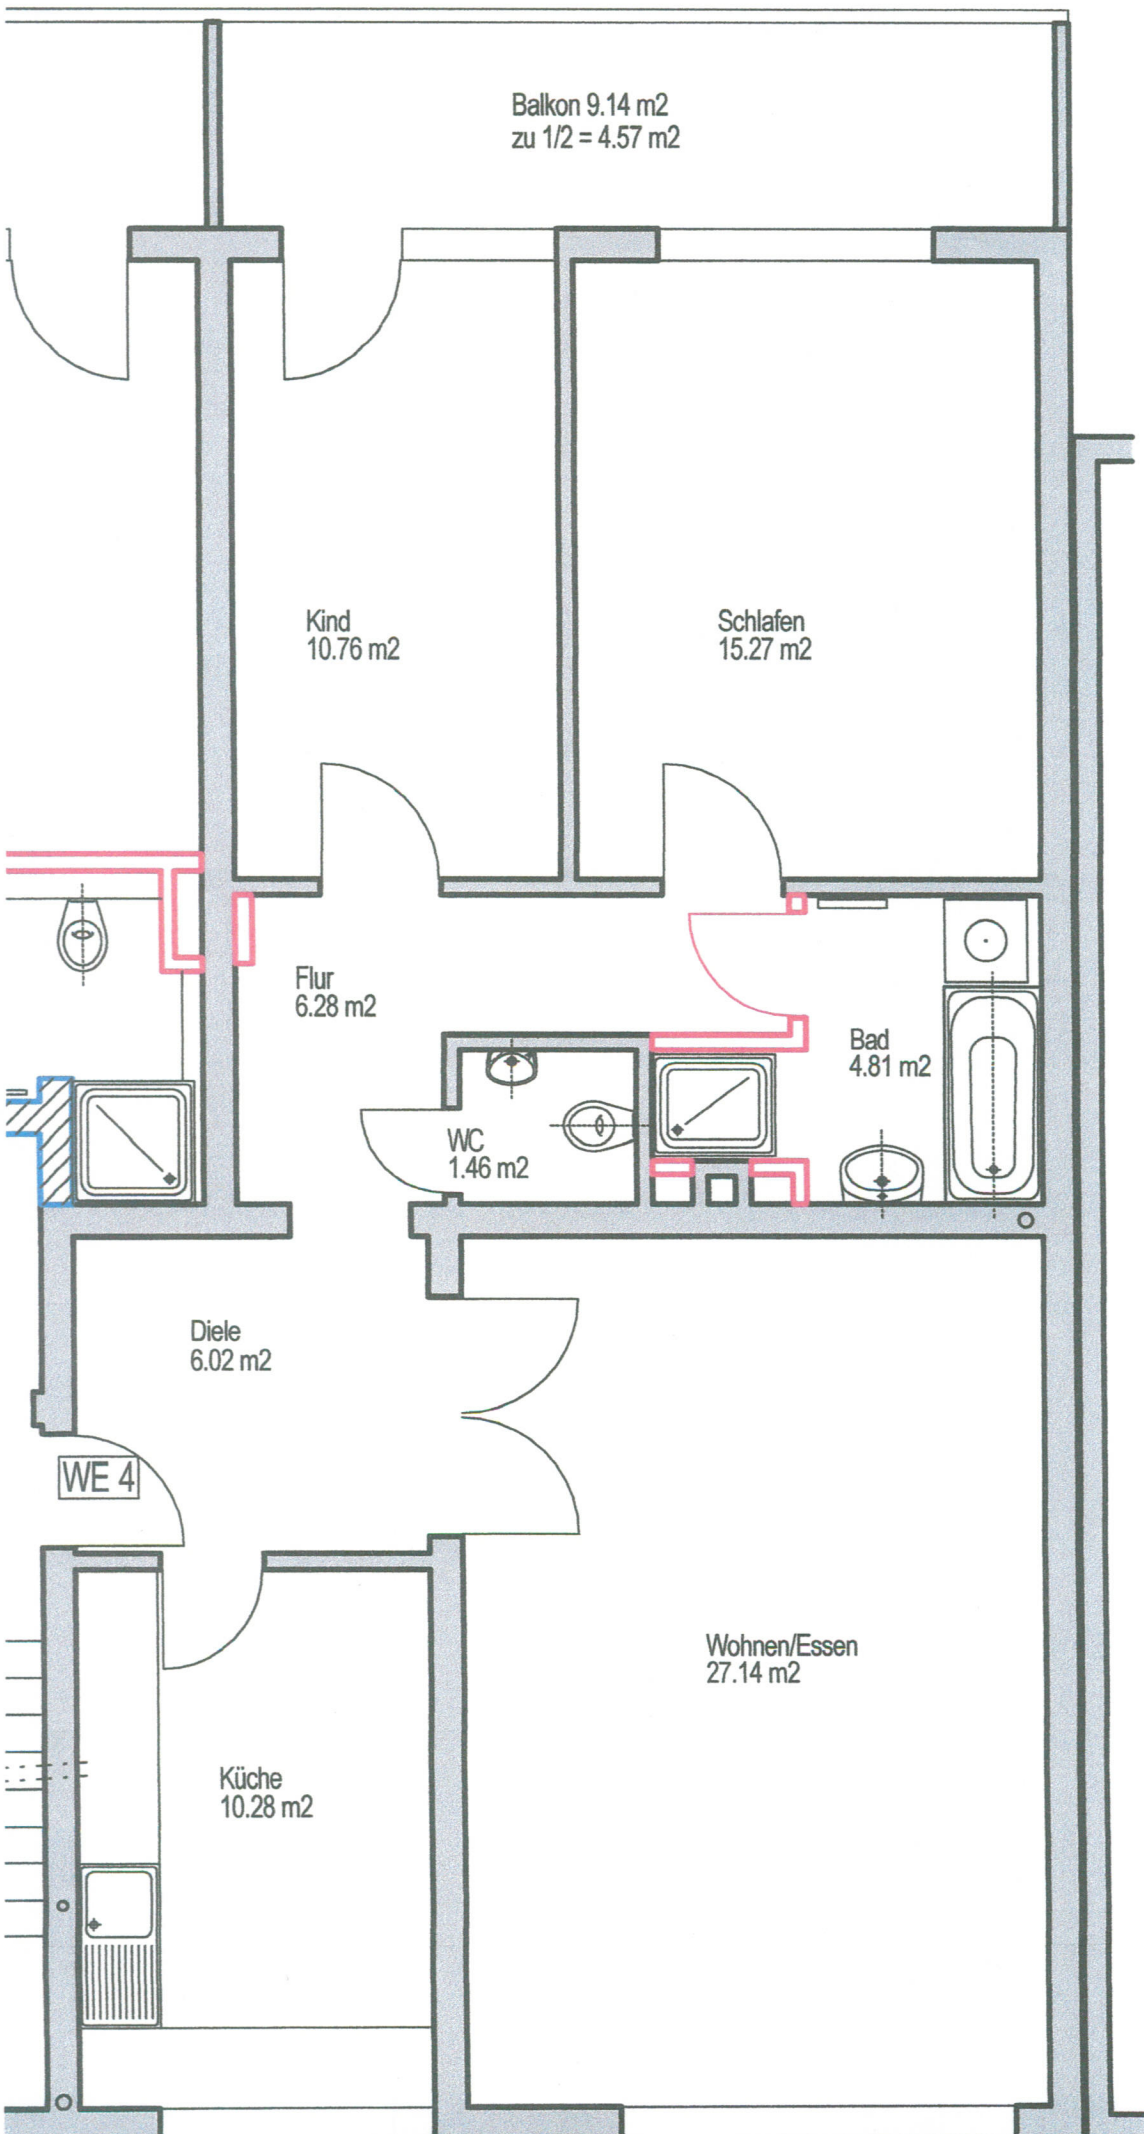 Balkon 9.14 m2
zu 1/2 = 4.57 m2
Kind
10.76 m2
Schlafen
15.27 m2
Flur
6.28 m2
Bad
4.81 m2
WC
1.46 m2
Diele
6.02 m2
WE 4
Wohnen/Essen
27.14 m2
Küche
10.28 m2